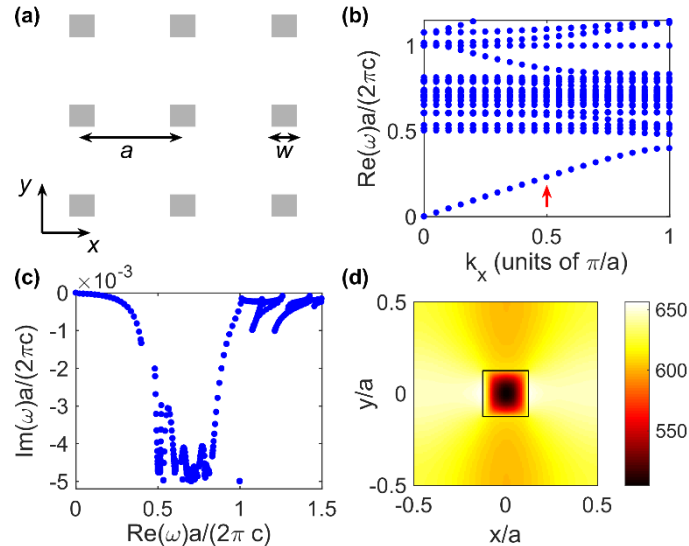 (a)
a
w
y
x
(b)
Re(ω)a/(2πc)
1
0.5
0
0
0.5
1
k_x (units of π/a)
(c)
×10^-3
0
-1
-2
-3
-4
-5
Im(ω)a/(2πc)
0
0.5
1
1.5
Re(ω)a/(2π c)
(d)
0.5
0
-0.5
y/a
-0.5
0
0.5
x/a
650
600
550